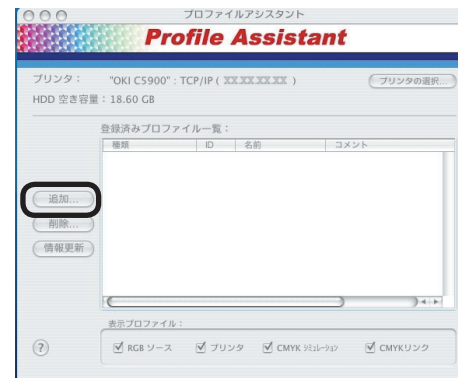 プロファイルアシスタント
Profile Assistant
プリンタ： "OKI C5900" : TCP/IP ( XX.XX.XX.XX ) プリンタの選択...
HDD 空き容量：18.60 GB
登録済みプロファイル一覧：
種類 ID 名前 コメント
追加...
削除...
情報更新
表示プロファイル：
? RGB ソース プリンタ CMYK シミュレーション CMYKリンク